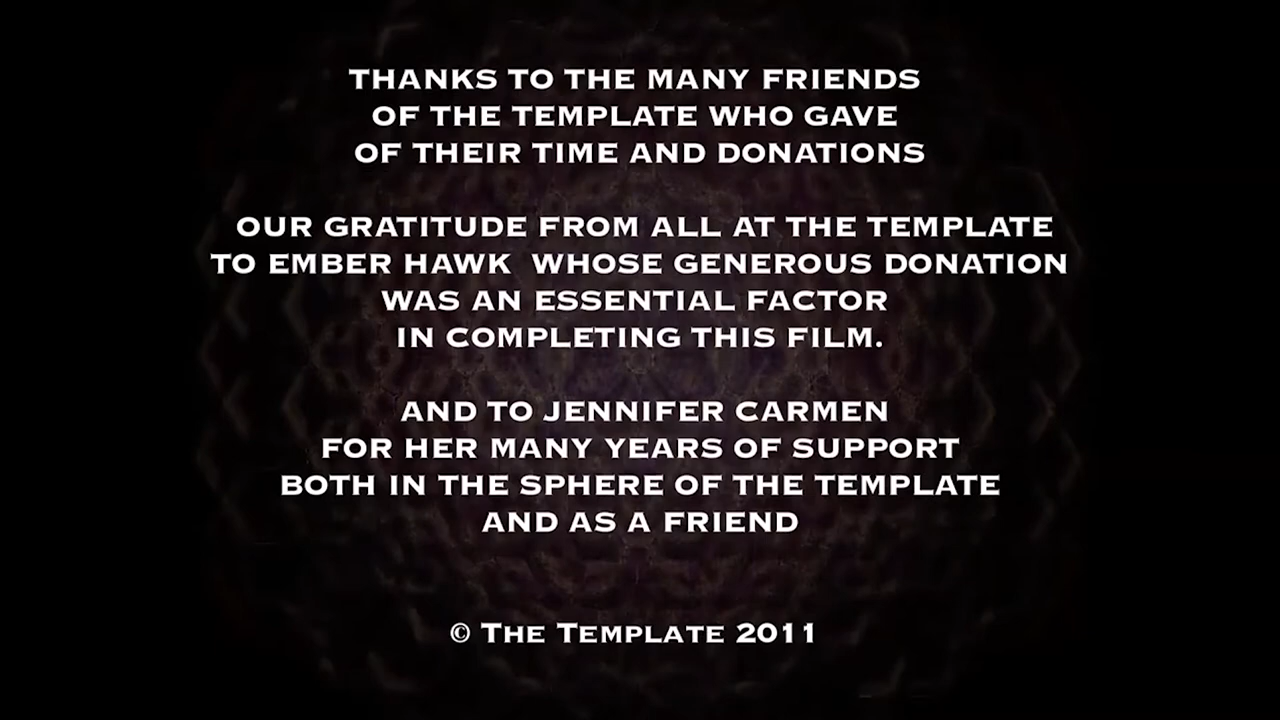 THANKS TO THE MANY FRIENDS
OF THE TEMPLATE WHO GAVE
OF THEIR TIME AND DONATIONS
OUR GRATITUDE FROM ALL AT THE TEMPLATE
TO EMBER HAWK WHOSE GENEROUS DONATION
WAS AN ESSENTIAL FACTOR
IN COMPLETING THIS FILM.
AND TO JENNIFER CARMEN
FOR HER MANY YEARS OF SUPPORT
BOTH IN THE SPHERE OF THE TEMPLATE
AND AS A FRIEND
© THE TEMPLATE 2011